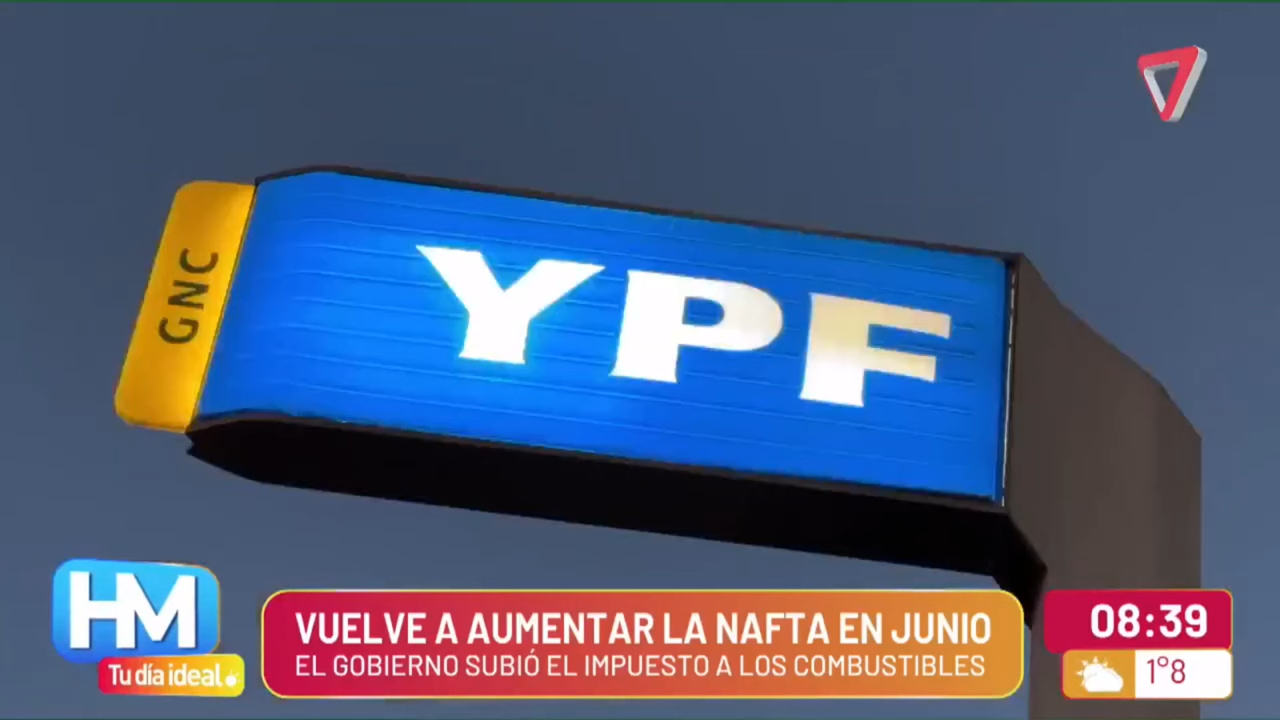 GNC
YPF
HM
Tu día ideal
VUELVE A AUMENTAR LA NAFTA EN JUNIO
EL GOBIERNO SUBIÓ EL IMPUESTO A LOS COMBUSTIBLES
08:39
1°8